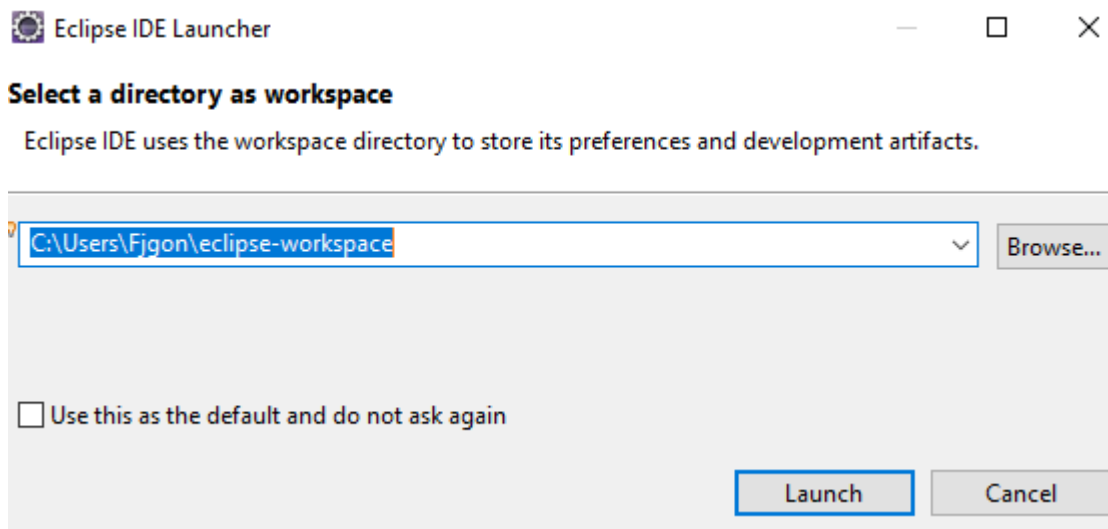 Eclipse IDE Launcher
Select a directory as workspace
Eclipse IDE uses the workspace directory to store its preferences and development artifacts.
C:\Users\Fjgon\eclipse-workspace
Browse...
Use this as the default and do not ask again
Launch Cancel